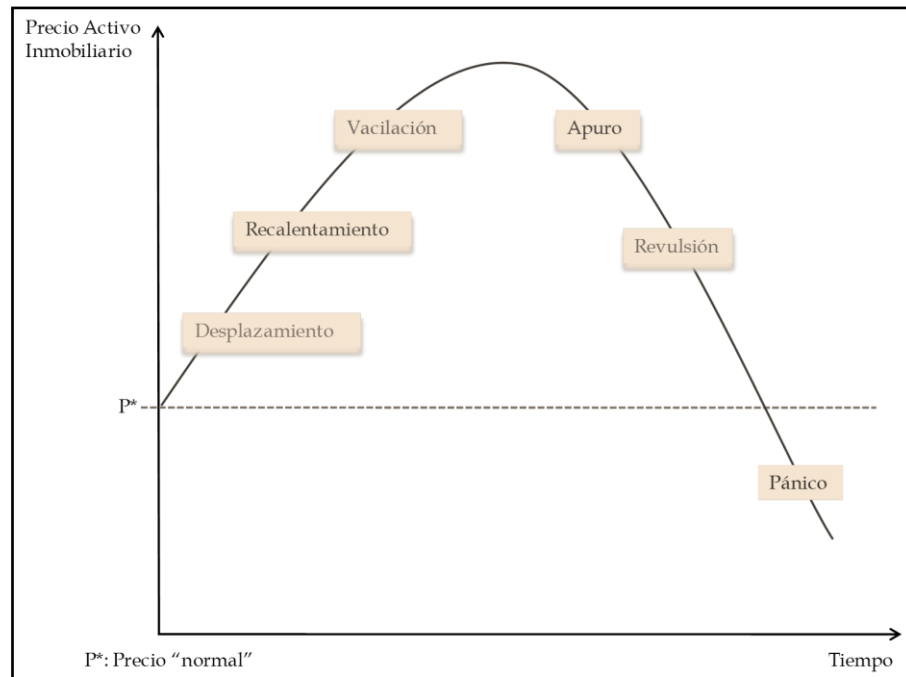 Precio Activo
Inmobiliario
Vacilación
Apuro
Recalentamiento
Revulsión
Desplazamiento
P*
Pánico
P*: Precio “normal”
Tiempo